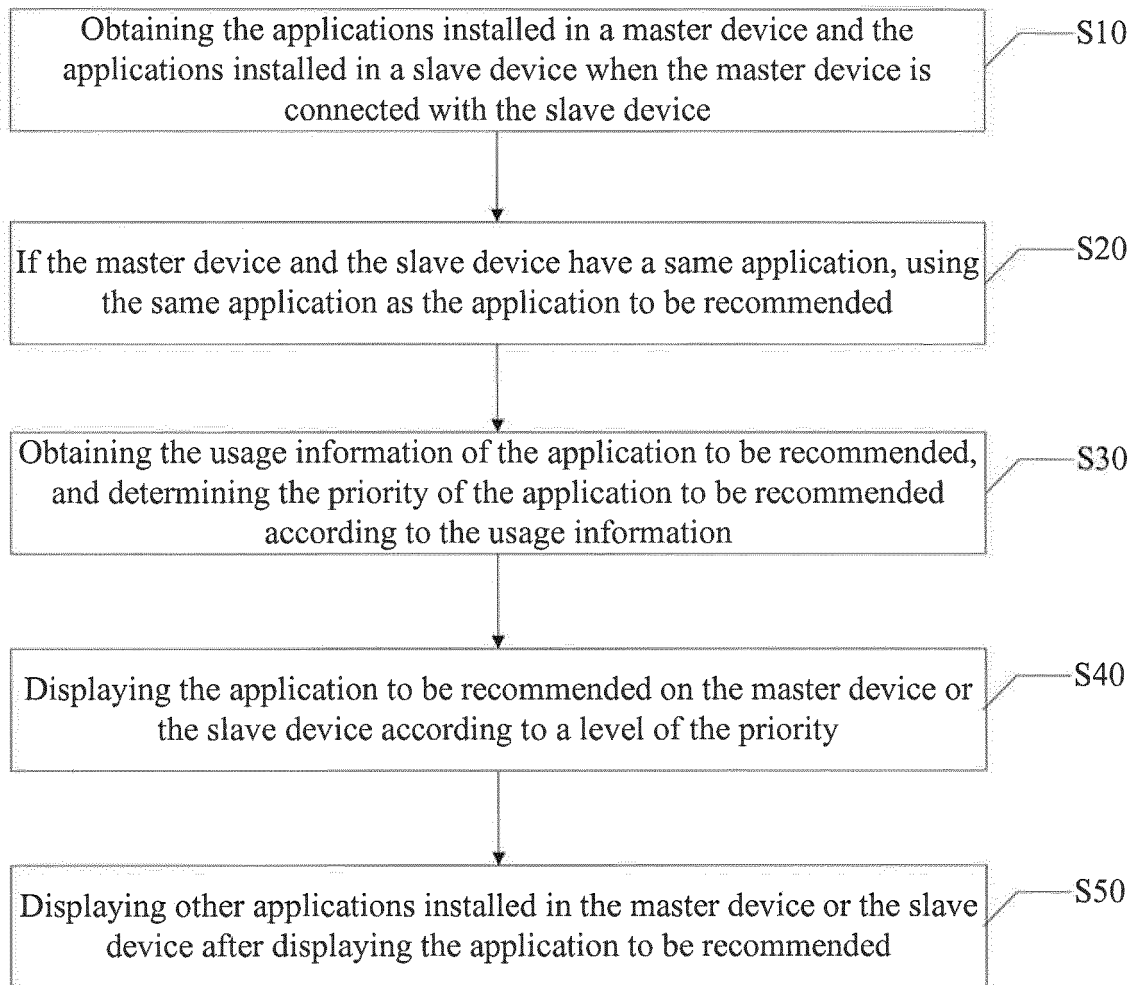 Obtaining the applications installed in a master device and the
applications installed in a slave device when the master device is
connected with the slave device
S10
If the master device and the slave device have a same application, using
the same application as the application to be recommended
S20
Obtaining the usage information of the application to be recommended,
and determining the priority of the application to be recommended
according to the usage information
S30
Displaying the application to be recommended on the master device or
the slave device according to a level of the priority
S40
Displaying other applications installed in the master device or the slave
device after displaying the application to be recommended
S50